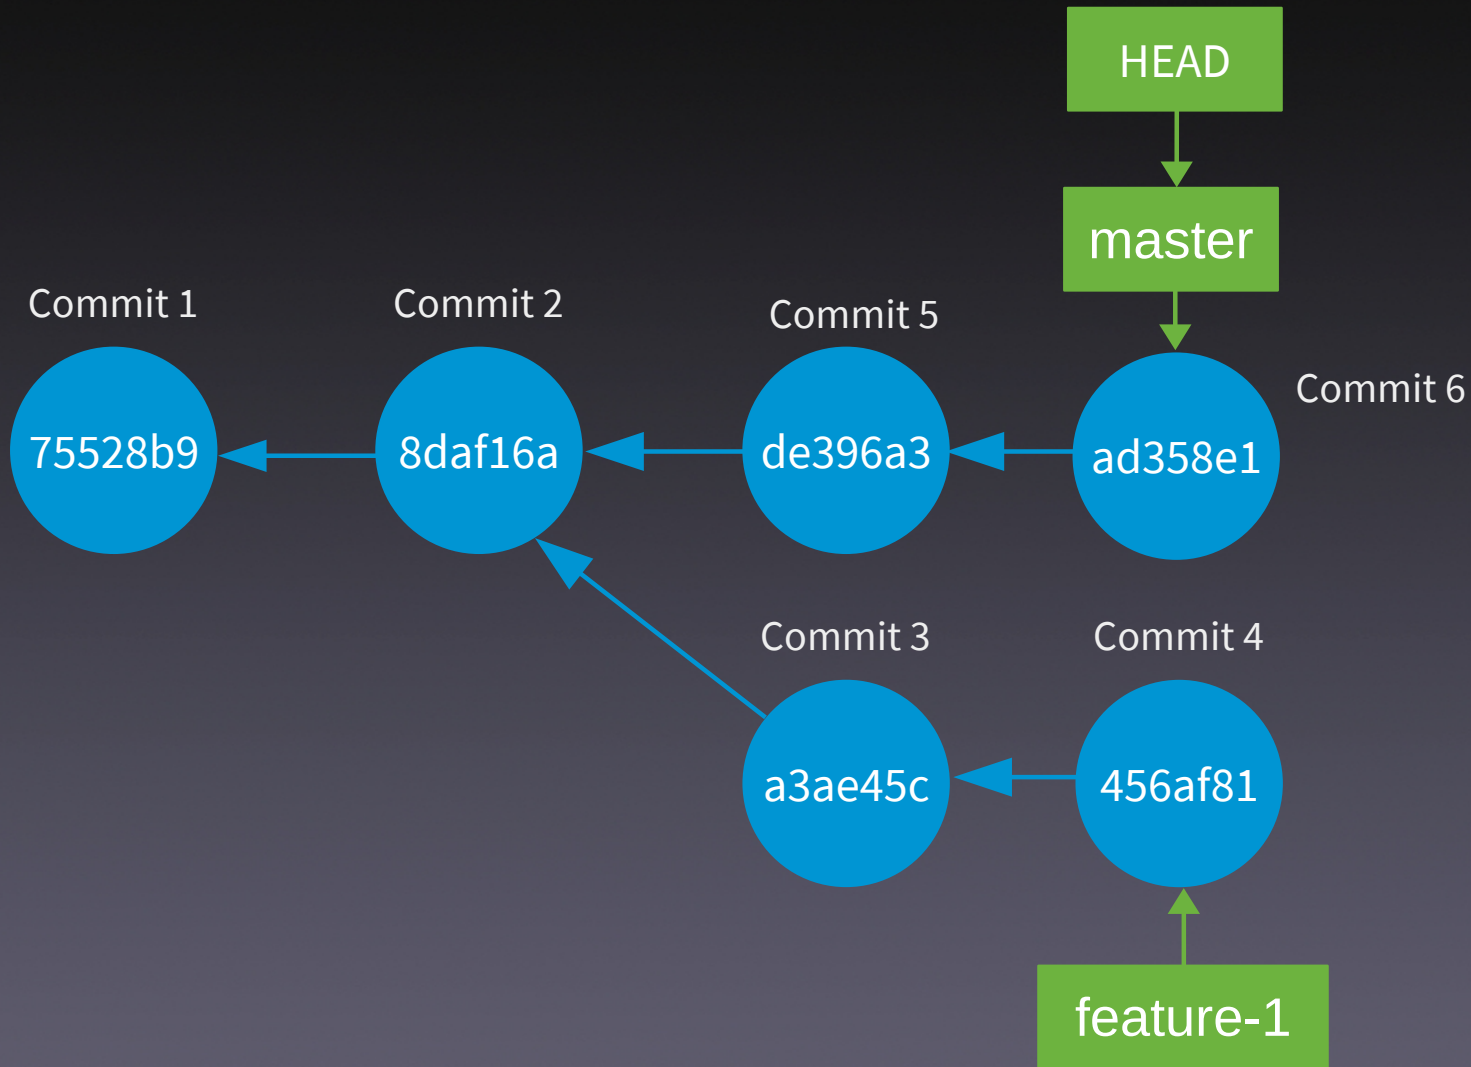 HEAD
master
Commit 1
Commit 2
Commit 5
Commit 6
75528b9
8daf16a
de396a3
ad358e1
Commit 3
Commit 4
a3ae45c
456af81
feature-1